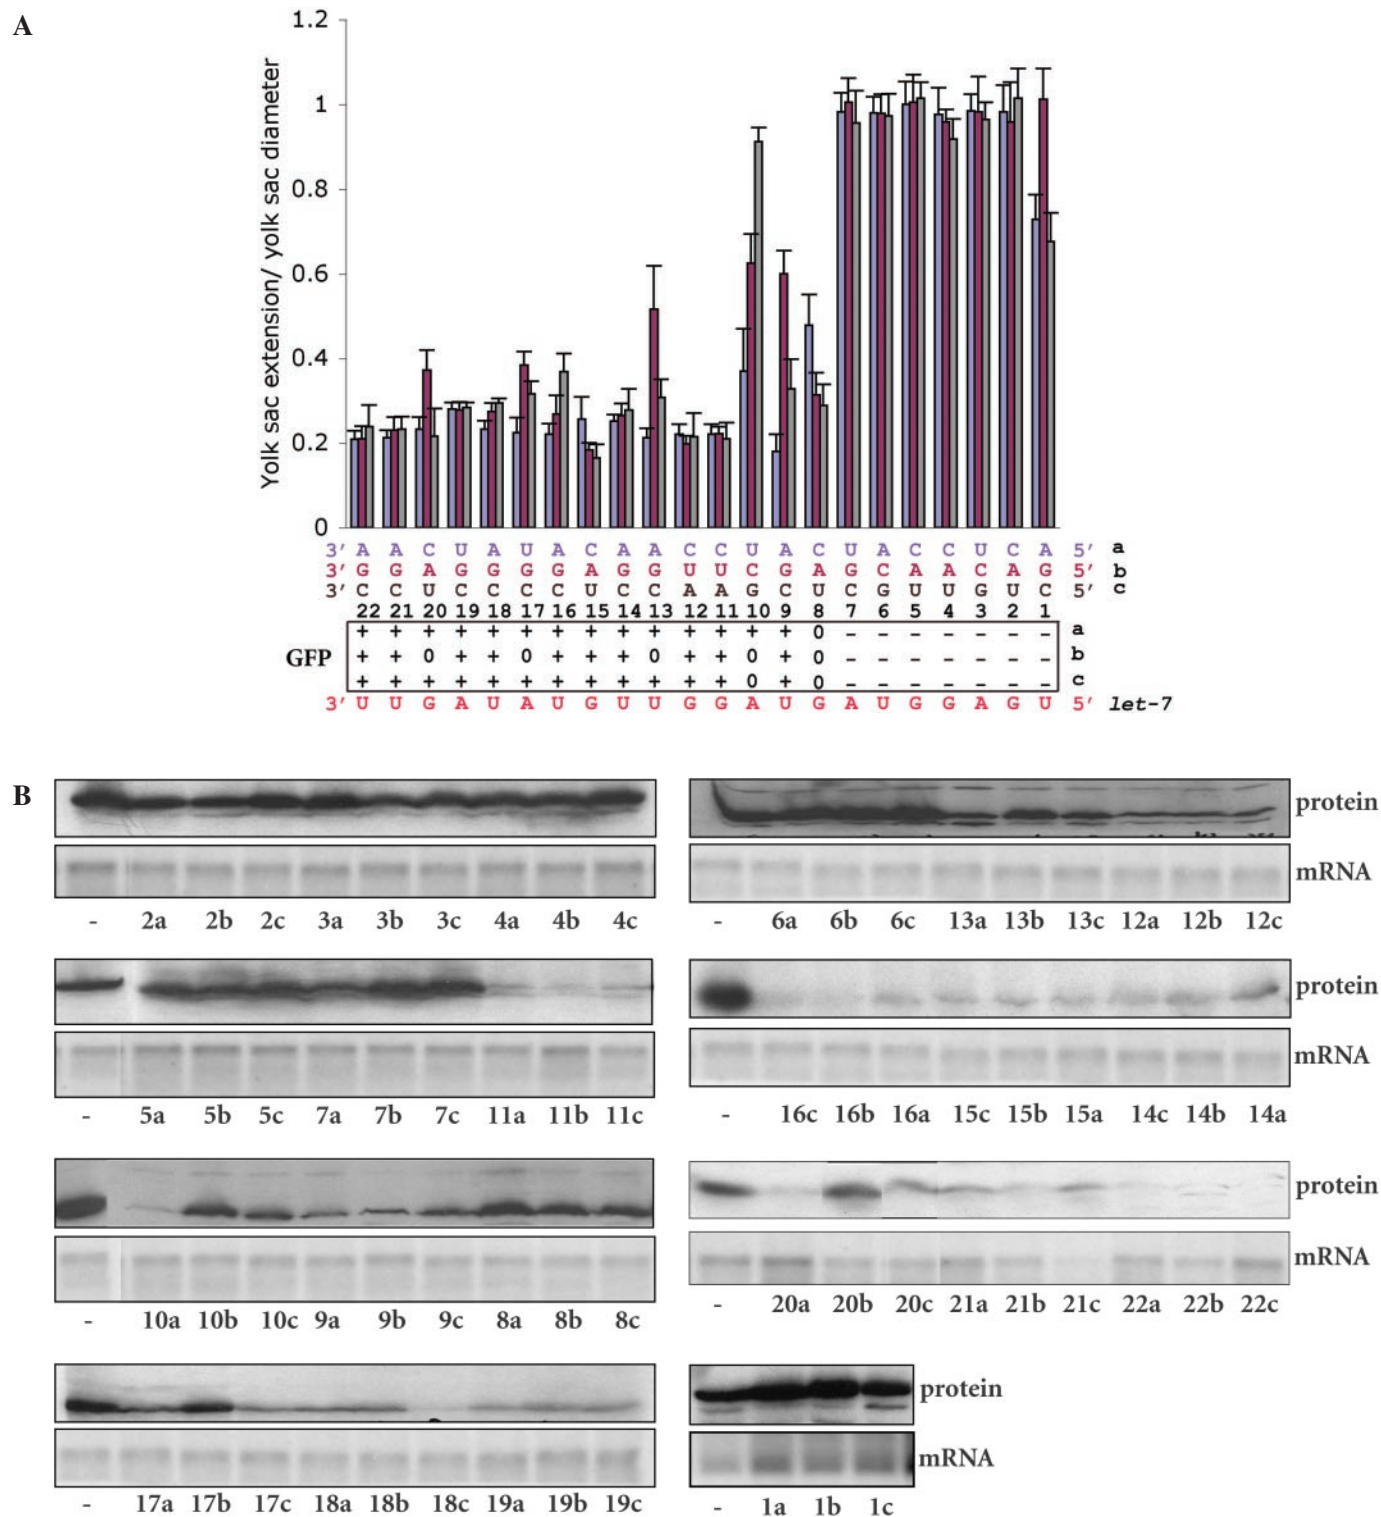 A
Yolk sac extension/ yolk sac diameter
1.2
1
0.8
0.6
0.4
0.2
0
3' A A C U A U A C A A C C U A C U A C C U C A 5' a
3' G G A G G G G A G G U U C G A G C A A C A G 5' b
3' C C U C C C C U C C A A G C U C G U U G U C 5' c
22 21 20 19 18 17 16 15 14 13 12 11 10 9 8 7 6 5 4 3 2 1
+ + + + + + + + + + + + + + 0 – – – – – – – a
GFP + + 0 + + 0 + + + 0 + + 0 + 0 – – – – – – – b
+ + + + + + + + + + + + 0 + 0 – – – – – – – c
3' U U G A U A U G U U G G A U G A U G G A G U 5' let-7
B
protein
mRNA
- 2a 2b 2c 3a 3b 3c 4a 4b 4c
- 6a 6b 6c 13a 13b 13c 12a 12b 12c
protein
mRNA
- 5a 5b 5c 7a 7b 7c 11a 11b 11c
- 16c 16b 16a 15c 15b 15a 14c 14b 14a
protein
mRNA
- 10a 10b 10c 9a 9b 9c 8a 8b 8c
- 20a 20b 20c 21a 21b 21c 22a 22b 22c
protein
mRNA
- 17a 17b 17c 18a 18b 18c 19a 19b 19c
- 1a 1b 1c